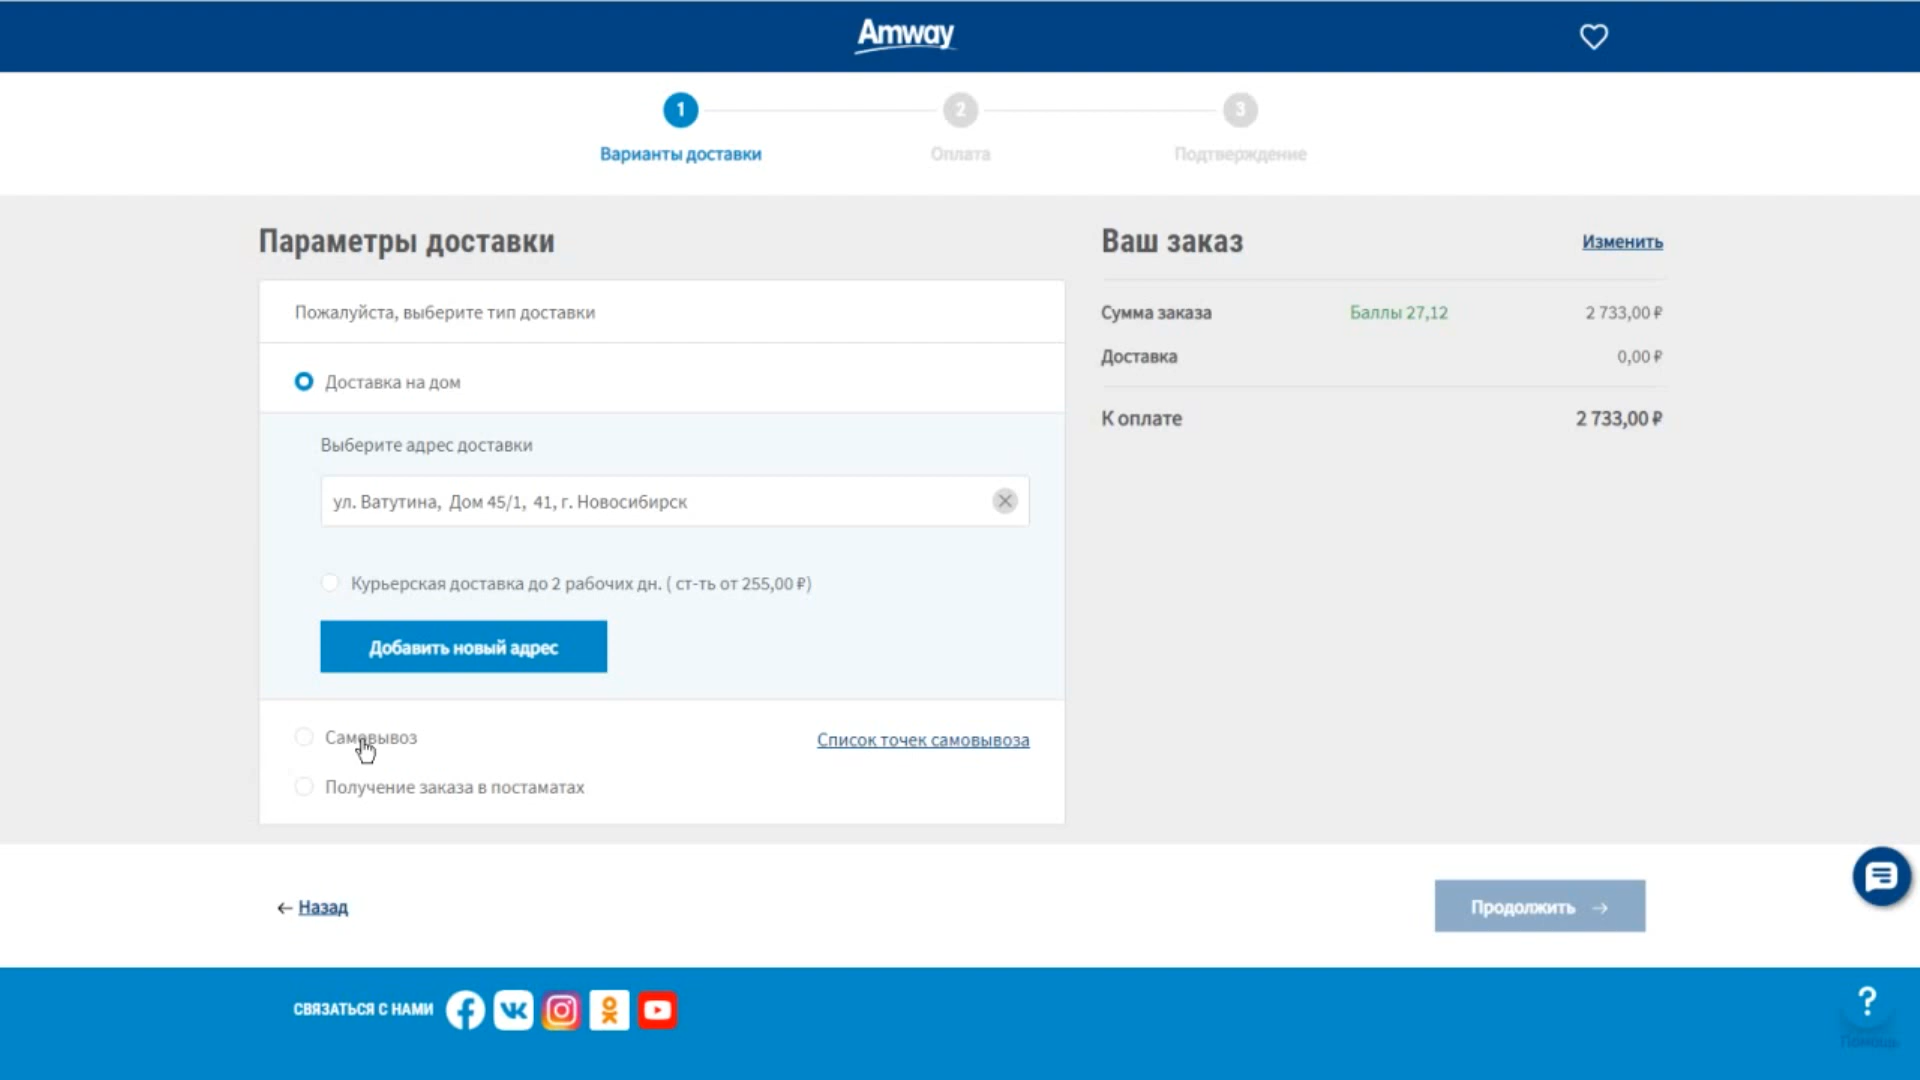 Amway
1
2
3
Варианты доставки
Оплата
Подтверждение
Параметры доставки
Пожалуйста, выберите тип доставки
Доставка на дом
Выберите адрес доставки
ул. Ватутина, Дом 45/1, 41, г. Новосибирск
Курьерская доставка до 2 рабочих дн. ( ст-ть от 255,00 ₽)
Добавить новый адрес
Самовывоз
Список точек самовывоза
Получение заказа в постаматах
Ваш заказ
Изменить
Сумма заказа Баллы 27,12 2 733,00 ₽
Доставка 0,00 ₽
К оплате 2 733,00 ₽
← Назад
Продолжить →
СВЯЗАТЬСЯ С НАМИ
?
Помощь